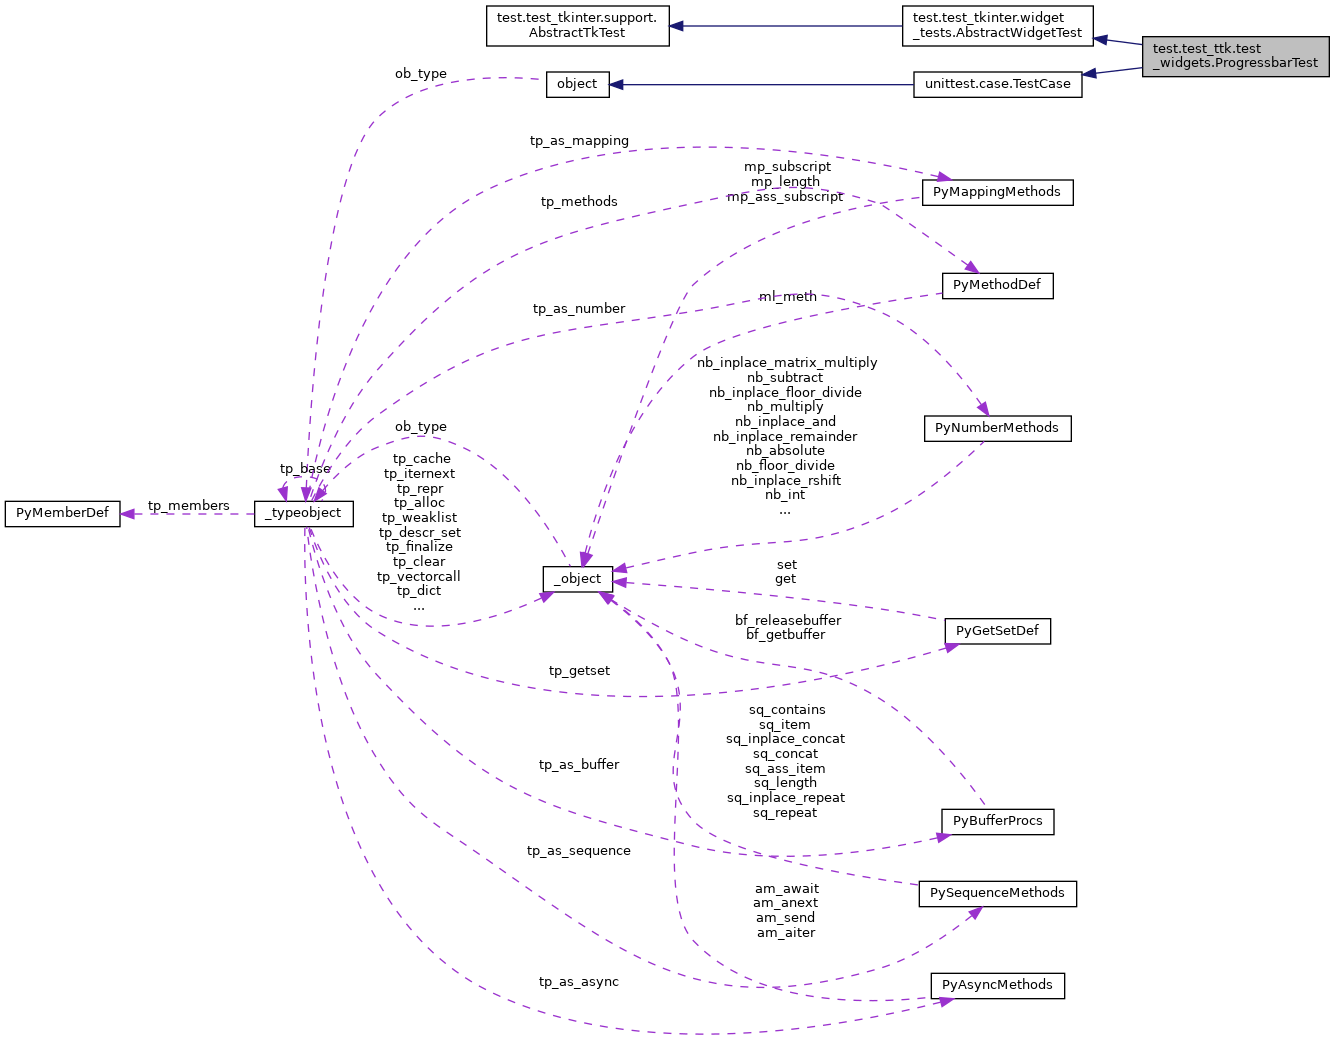 test.test_tkinter.support.
AbstractTkTest
test.test_tkinter.widget
_tests.AbstractWidgetTest
test.test_ttk.test
_widgets.ProgressbarTest
ob_type
object
unittest.case.TestCase
tp_as_mapping
mp_subscript
mp_length
mp_ass_subscript
PyMappingMethods
tp_methods
PyMethodDef
ml_meth
tp_as_number
nb_inplace_matrix_multiply
nb_subtract
nb_inplace_floor_divide
nb_multiply
nb_inplace_and
nb_inplace_remainder
nb_absolute
nb_floor_divide
nb_inplace_rshift
nb_int
...
PyNumberMethods
ob_type
tp_base
tp_cache
tp_iternext
tp_repr
tp_alloc
tp_weaklist
tp_descr_set
tp_finalize
tp_clear
tp_vectorcall
tp_dict
...
PyMemberDef
tp_members
_typeobject
_object
set
get
PyGetSetDef
bf_releasebuffer
bf_getbuffer
tp_getset
sq_contains
sq_item
sq_inplace_concat
sq_concat
sq_ass_item
sq_length
sq_inplace_repeat
sq_repeat
tp_as_buffer
PyBufferProcs
tp_as_sequence
PySequenceMethods
am_await
am_anext
am_send
am_aiter
tp_as_async
PyAsyncMethods